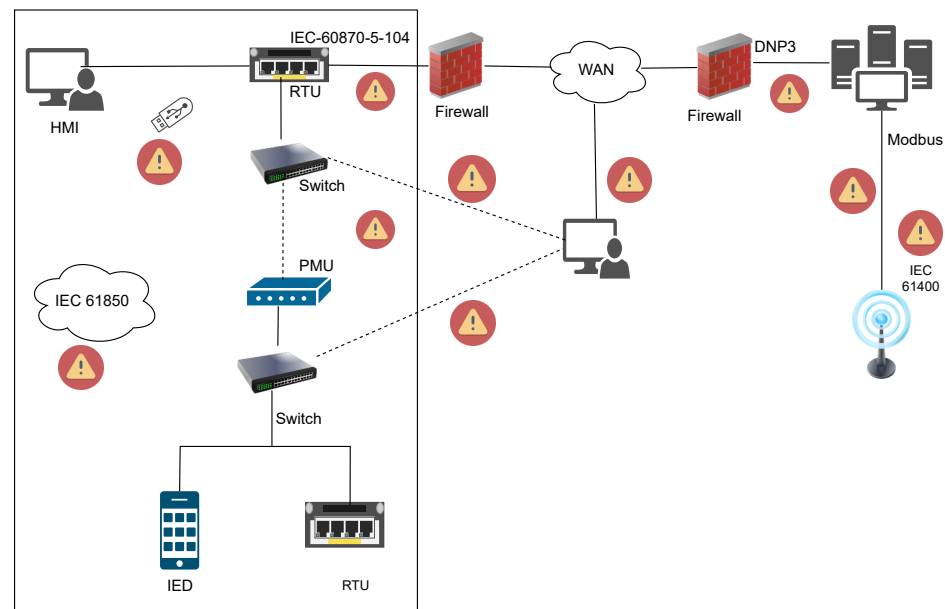 IEC-60870-5-104
DNP3
WAN
RTU
HMI
Firewall
Firewall
Modbus
Switch
PMU
IEC
61400
IEC 61850
Switch
IED
RTU